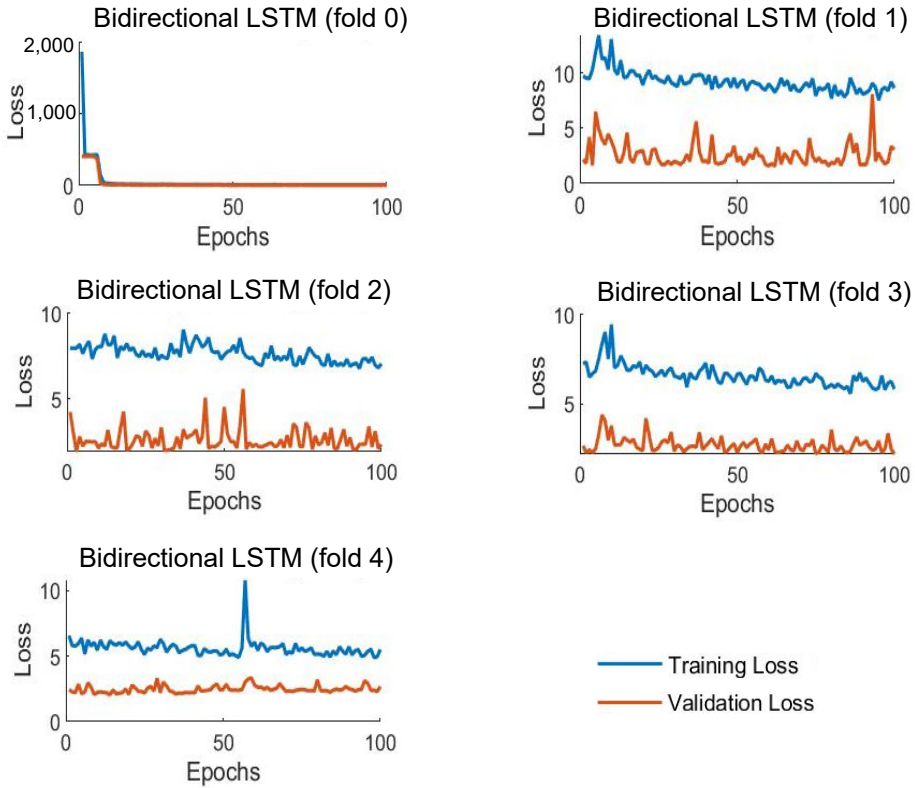 Bidirectional LSTM (fold 0)
2,000
1,000
0
Loss
0 50 100
Epochs
Bidirectional LSTM (fold 1)
10
5
0
Loss
0 50 100
Epochs
Bidirectional LSTM (fold 2)
10
5
Loss
0 50 100
Epochs
Bidirectional LSTM (fold 3)
10
5
Loss
0 50 100
Epochs
Bidirectional LSTM (fold 4)
10
5
0
Loss
0 50 100
Epochs
Training Loss
Validation Loss